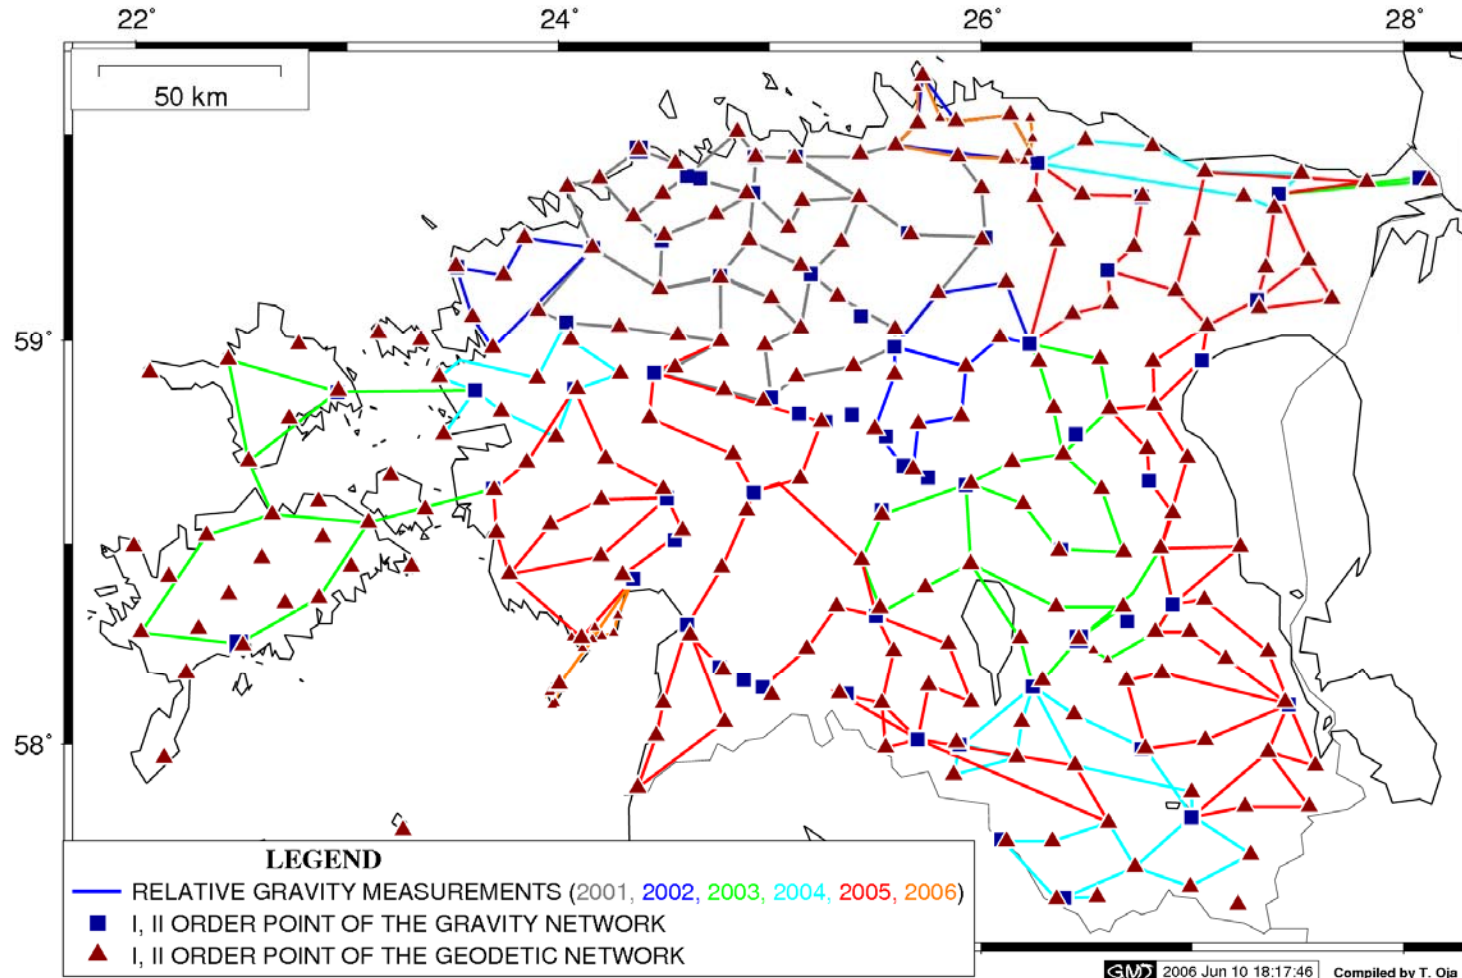 22° 24° 26° 28°
50 km
59°
58°
LEGEND
RELATIVE GRAVITY MEASUREMENTS (2001, 2002, 2003, 2004, 2005, 2006)
I, II ORDER POINT OF THE GRAVITY NETWORK
I, II ORDER POINT OF THE GEODETIC NETWORK
GMT 2006 Jun 10 18:17:46 Compiled by T. Oja